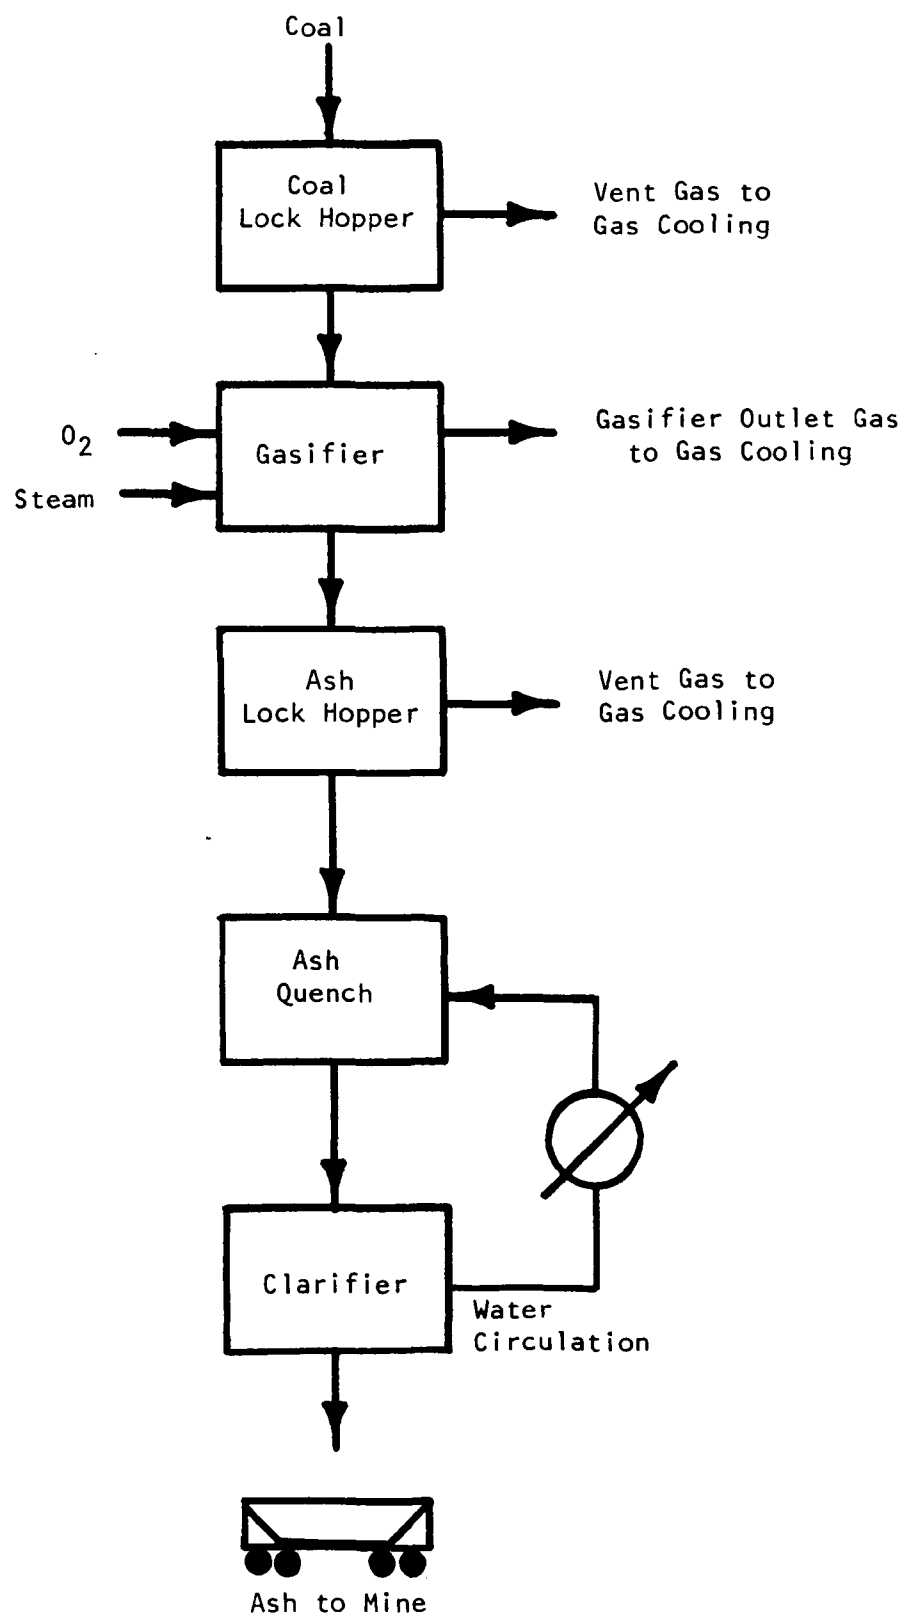 Coal
Coal
Lock Hopper
Vent Gas to
Gas Cooling
O2
Steam
Gasifier
Gasifier Outlet Gas
to Gas Cooling
Ash
Lock Hopper
Vent Gas to
Gas Cooling
Ash
Quench
Clarifier
Water
Circulation
Ash to Mine